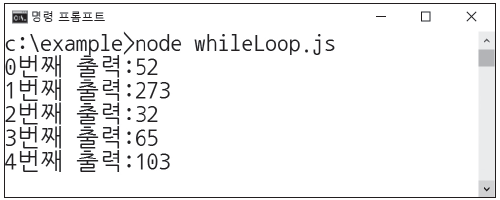 명령 프롬프트
c:\example>node whileLoop.js
0번째 출력:52
1번째 출력:273
2번째 출력:32
3번째 출력:65
4번째 출력:103